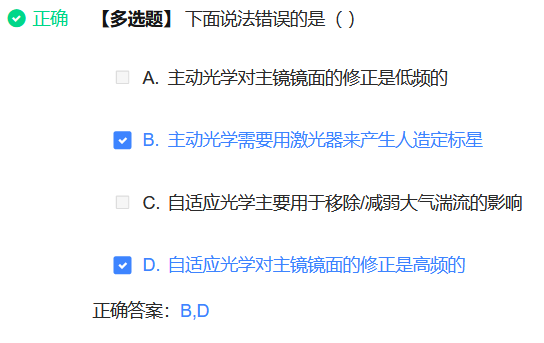 正确 【多选题】下面说法错误的是（ ）
A. 主动光学对主镜镜面的修正是低频的
B. 主动光学需要用激光器来产生人造定标星
C. 自适应光学主要用于移除/减弱大气湍流的影响
D. 自适应光学对主镜镜面的修正是高频的
正确答案：B,D